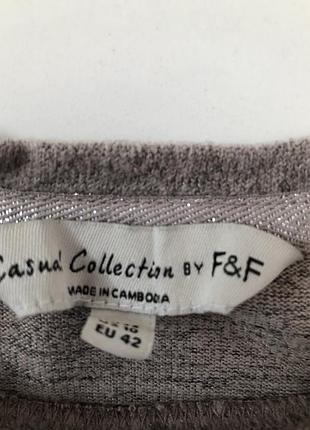 Casual Collection BY F&F
MADE IN CAMBODIA
EU 42